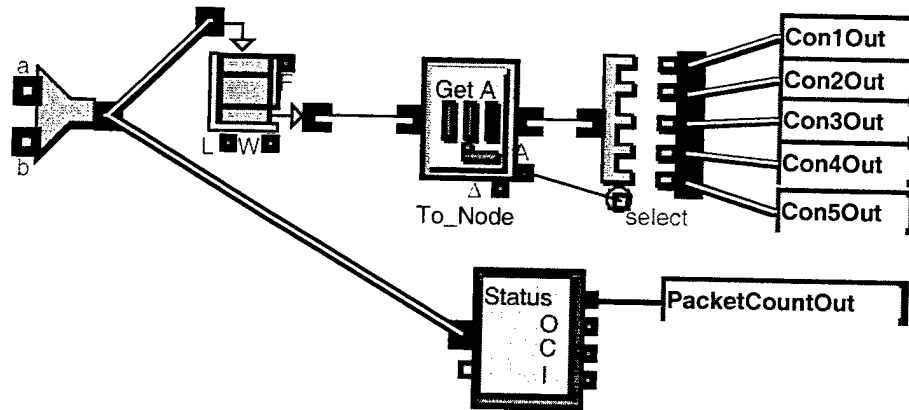 a
b
F
L W
Get A
A
Δ
To_Node
select
Con1Out
Con2Out
Con3Out
Con4Out
Con5Out
Status
O
C
I
PacketCountOut